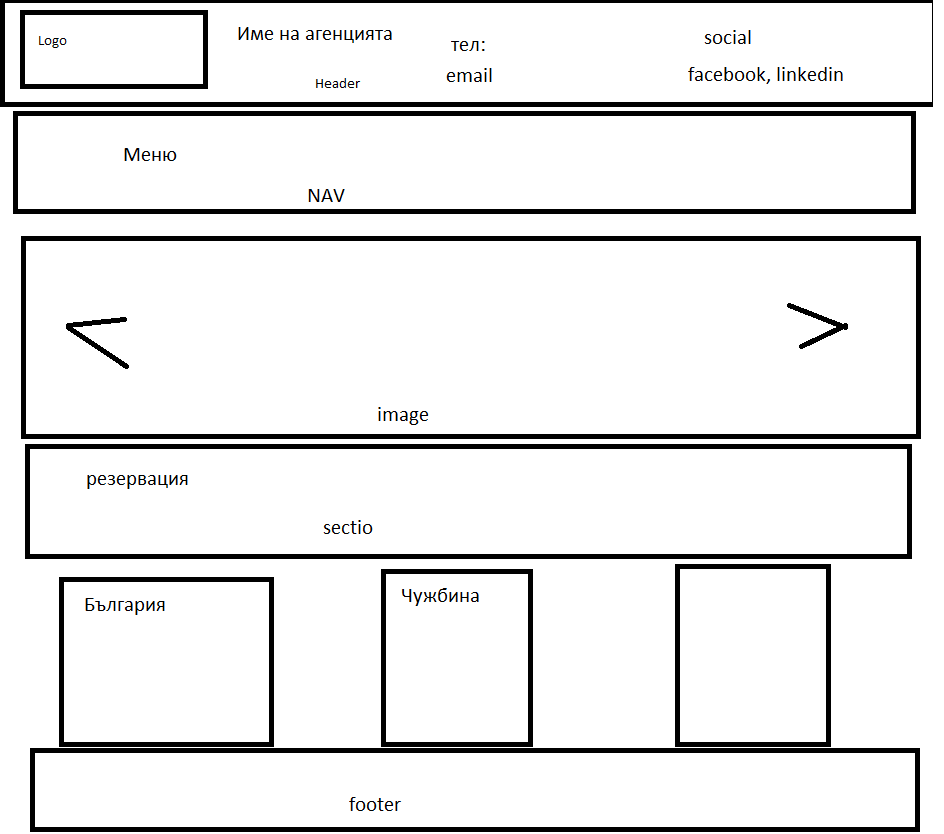 Logo
Име на агенцията
тел:
email
Header
social
facebook, linkedin
Меню
NAV
image
резервация
sectio
България
Чужбина
footer